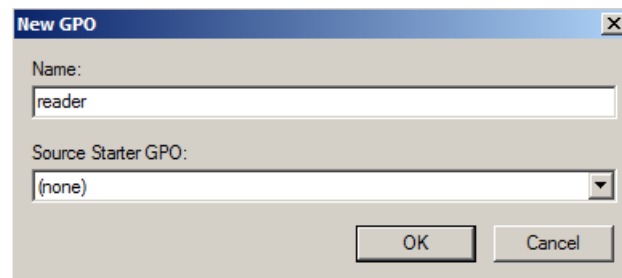 New GPO
Name:
reader
Source Starter GPO:
(none)
OK Cancel